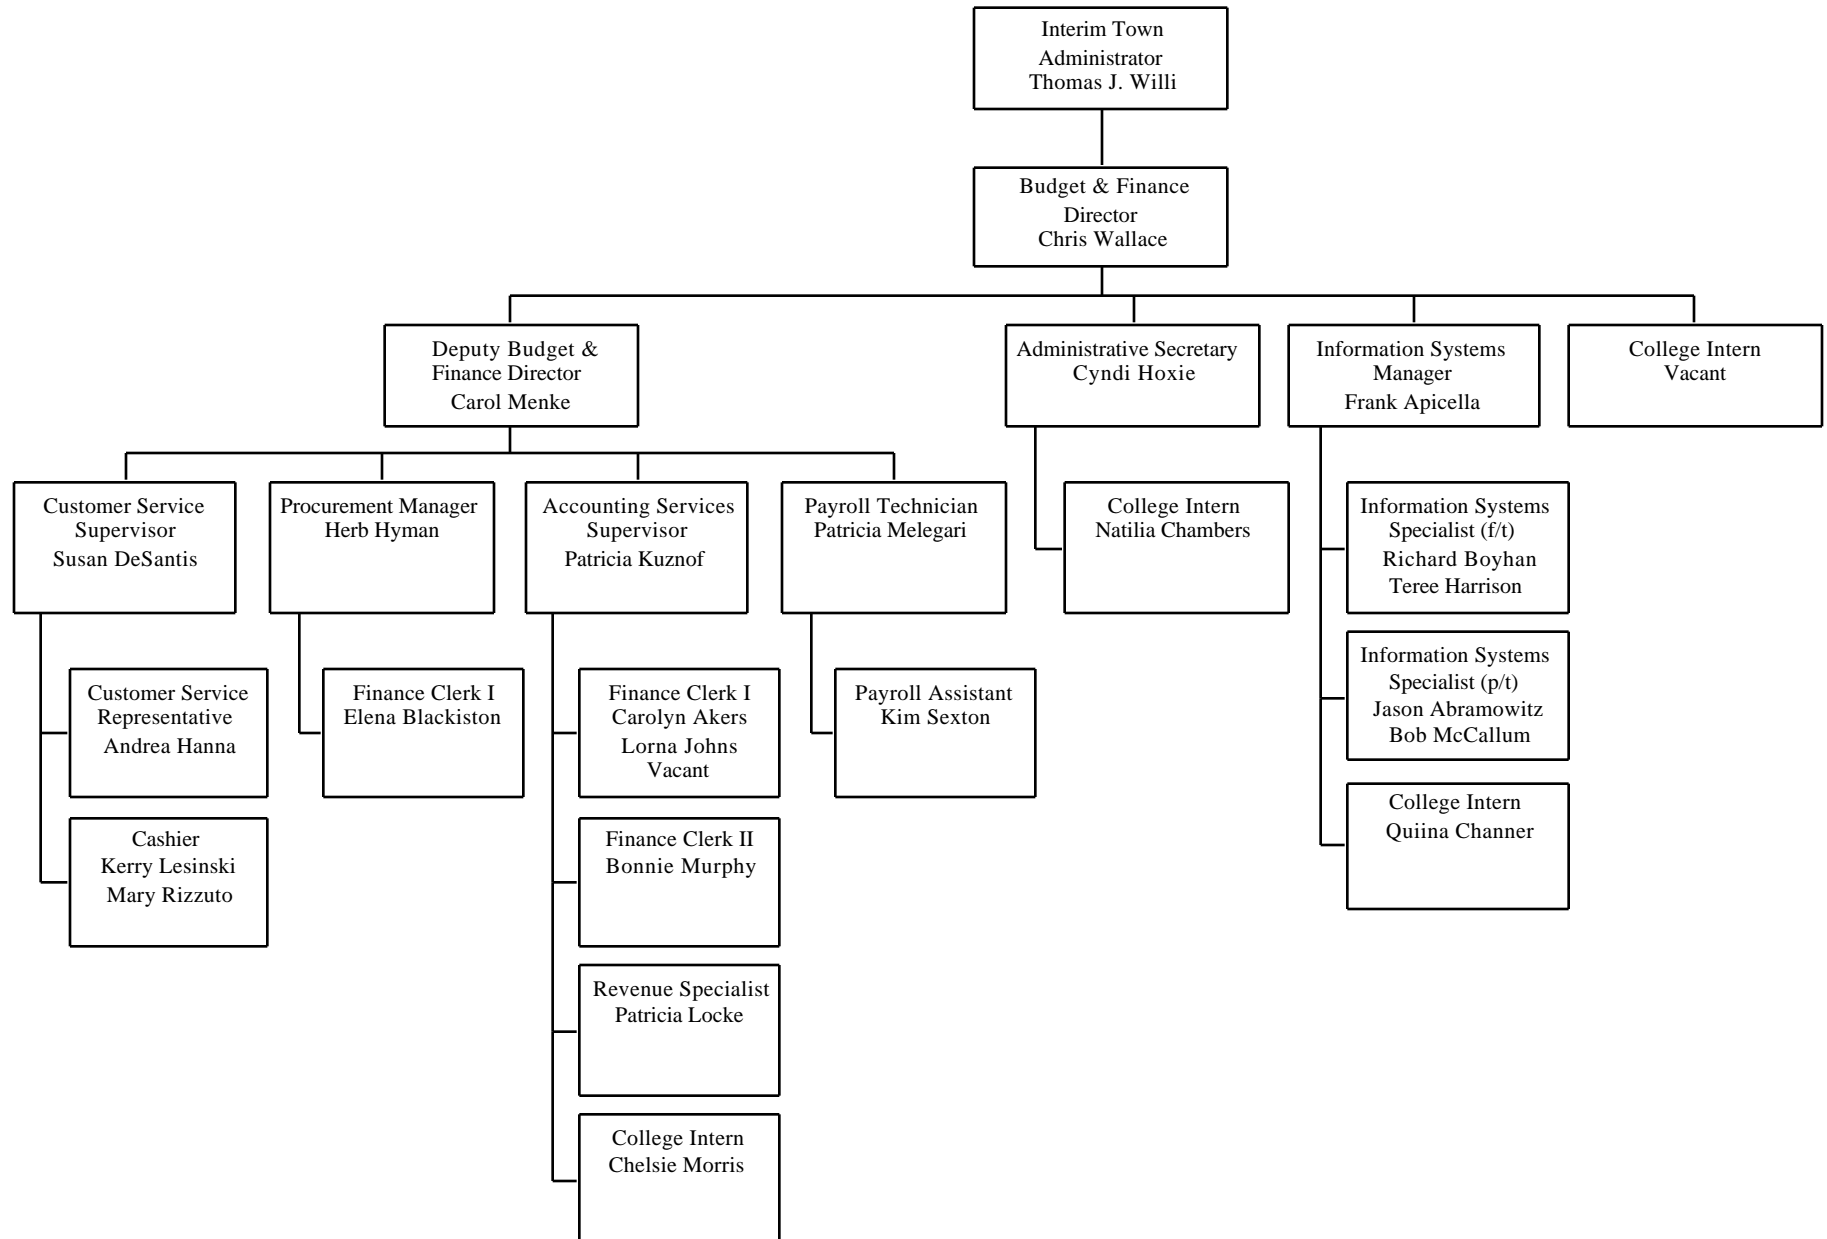 Interim Town
Administrator
Thomas J. Willi
Budget & Finance
Director
Chris Wallace
Deputy Budget &
Finance Director
Carol Menke
Administrative Secretary
Cyndi Hoxie
Information Systems
Manager
Frank Apicella
College Intern
Vacant
Customer Service
Supervisor
Susan DeSantis
Procurement Manager
Herb Hyman
Accounting Services
Supervisor
Patricia Kuznof
Payroll Technician
Patricia Melegari
College Intern
Natilia Chambers
Information Systems
Specialist (f/t)
Richard Boyhan
Teree Harrison
Customer Service
Representative
Andrea Hanna
Finance Clerk I
Elena Blackiston
Finance Clerk I
Carolyn Akers
Lorna Johns
Vacant
Payroll Assistant
Kim Sexton
Information Systems
Specialist (p/t)
Jason Abramowitz
Bob McCallum
Cashier
Kerry Lesinski
Mary Rizzuto
Finance Clerk II
Bonnie Murphy
College Intern
Quiina Channer
Revenue Specialist
Patricia Locke
College Intern
Chelsie Morris